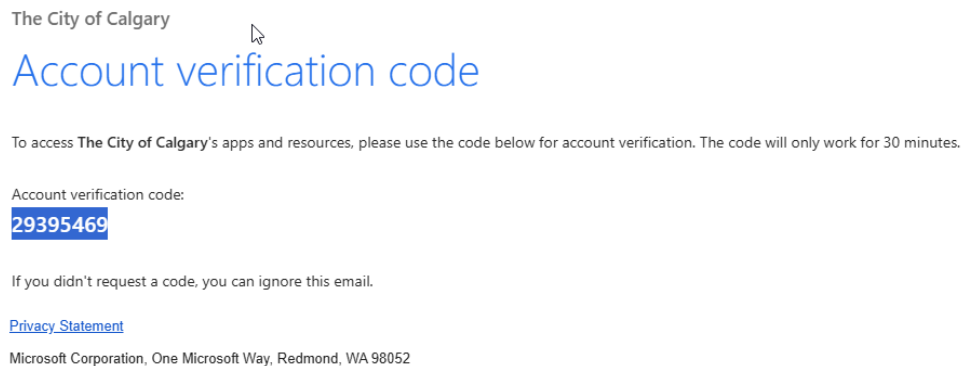 The City of Calgary
Account verification code
To access The City of Calgary's apps and resources, please use the code below for account verification. The code will only work for 30 minutes.
Account verification code:
29395469
If you didn't request a code, you can ignore this email.
Privacy Statement
Microsoft Corporation, One Microsoft Way, Redmond, WA 98052